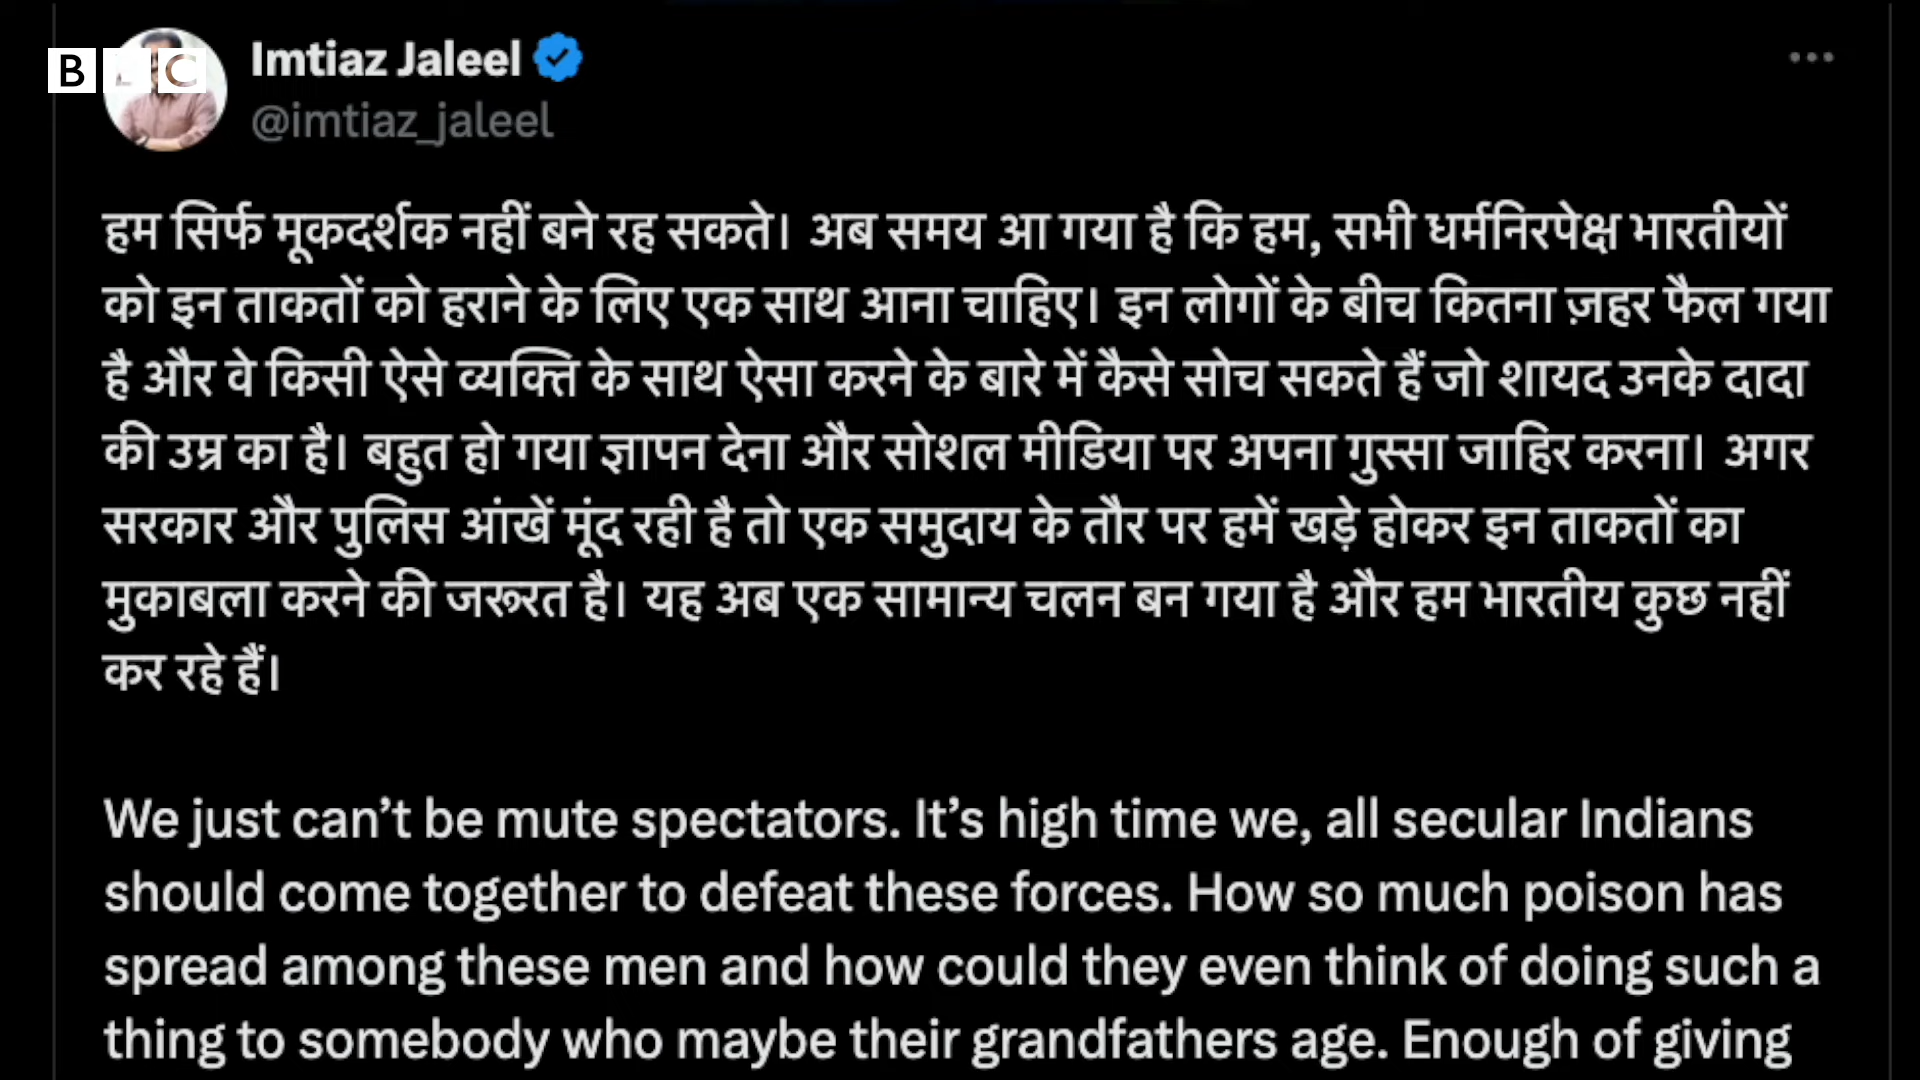 BBC
Imtiaz Jaleel
@imtiaz_jaleel
हम सिर्फ मूकदर्शक नहीं बने रह सकते। अब समय आ गया है कि हम, सभी धर्मनिरपेक्ष भारतीयों
को इन ताकतों को हराने के लिए एक साथ आना चाहिए। इन लोगों के बीच कितना ज़हर फैल गया
है और वे किसी ऐसे व्यक्ति के साथ ऐसा करने के बारे में कैसे सोच सकते हैं जो शायद उनके दादा
की उम्र का है। बहुत हो गया ज्ञापन देना और सोशल मीडिया पर अपना गुस्सा जाहिर करना। अगर
सरकार और पुलिस आंखें मूंद रही है तो एक समुदाय के तौर पर हमें खड़े होकर इन ताकतों का
मुकाबला करने की जरूरत है। यह अब एक सामान्य चलन बन गया है और हम भारतीय कुछ नहीं
कर रहे हैं।
We just can’t be mute spectators. It’s high time we, all secular Indians
should come together to defeat these forces. How so much poison has
spread among these men and how could they even think of doing such a
thing to somebody who maybe their grandfathers age. Enough of giving